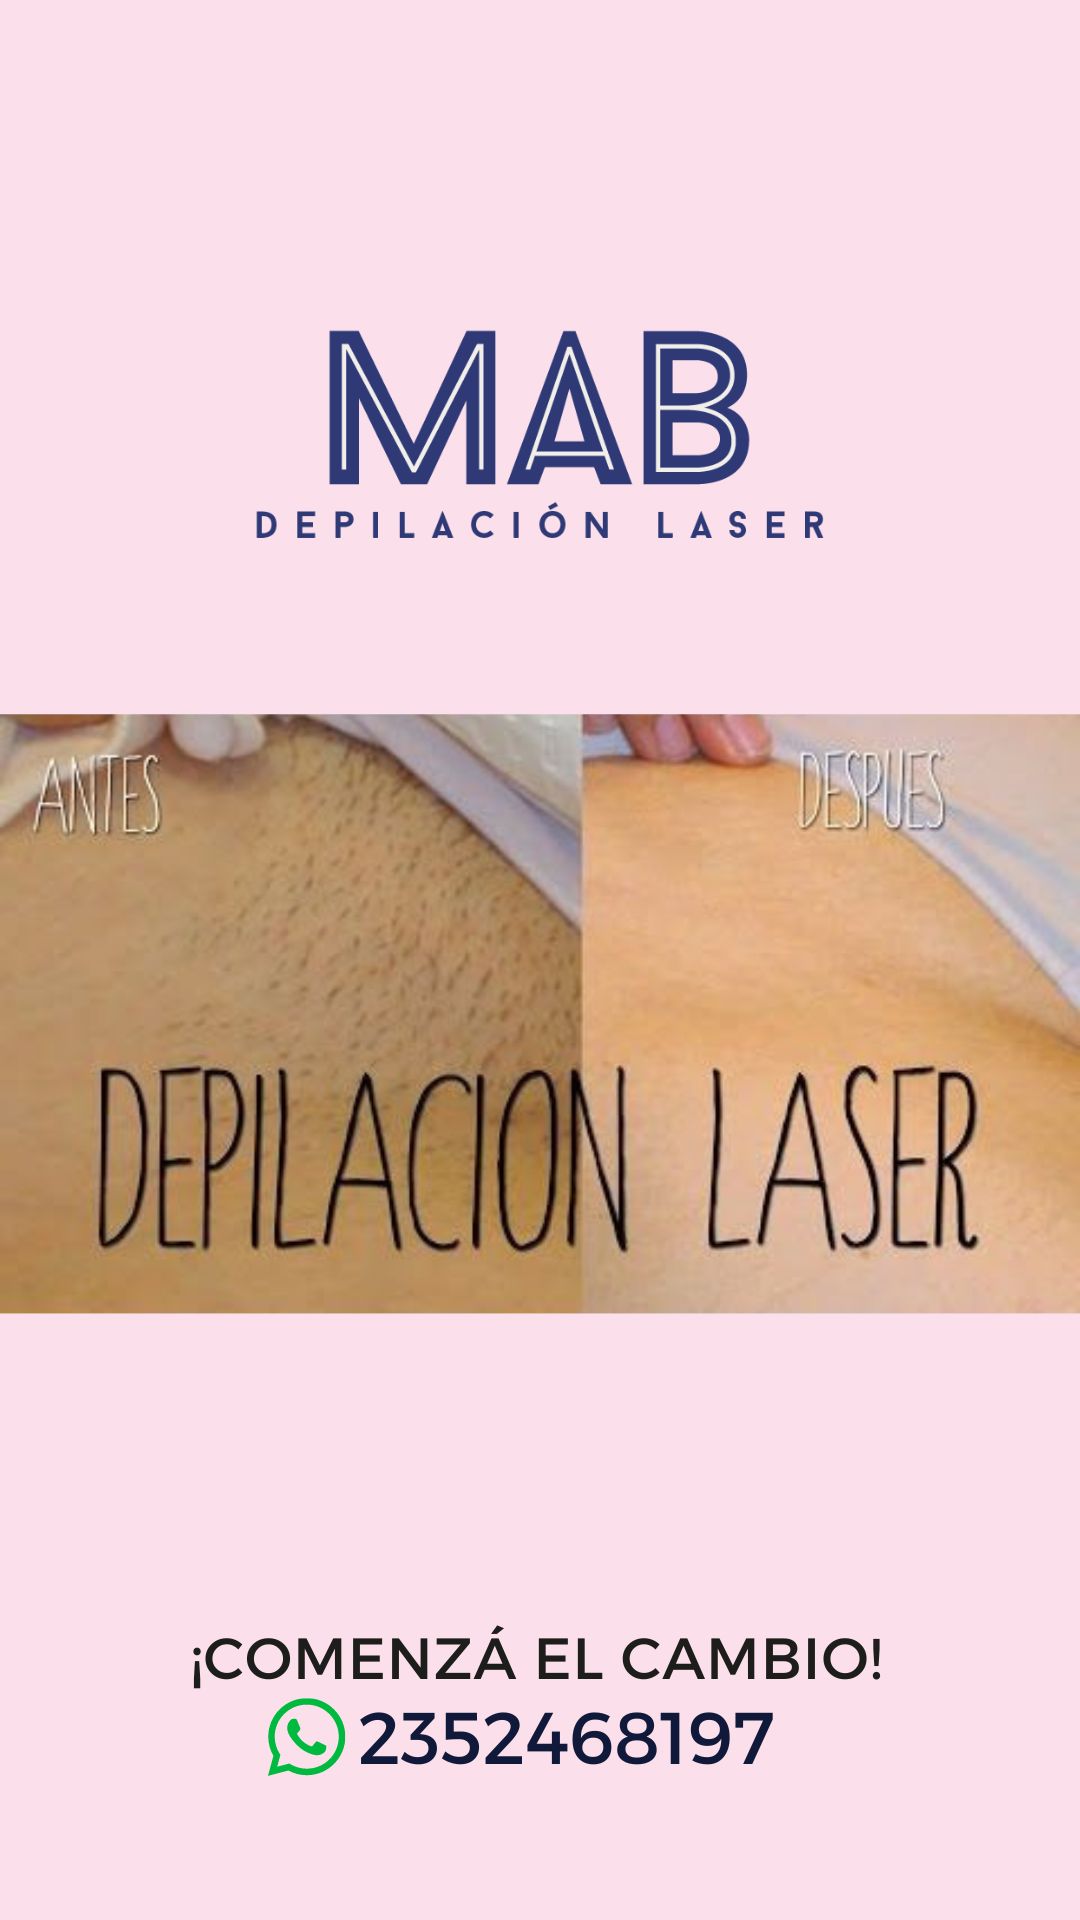 MAB
DEPILACIÓN LASER
ANTES
DESPUES
DEPILACION LASER
¡COMENZÁ EL CAMBIO!
2352468197